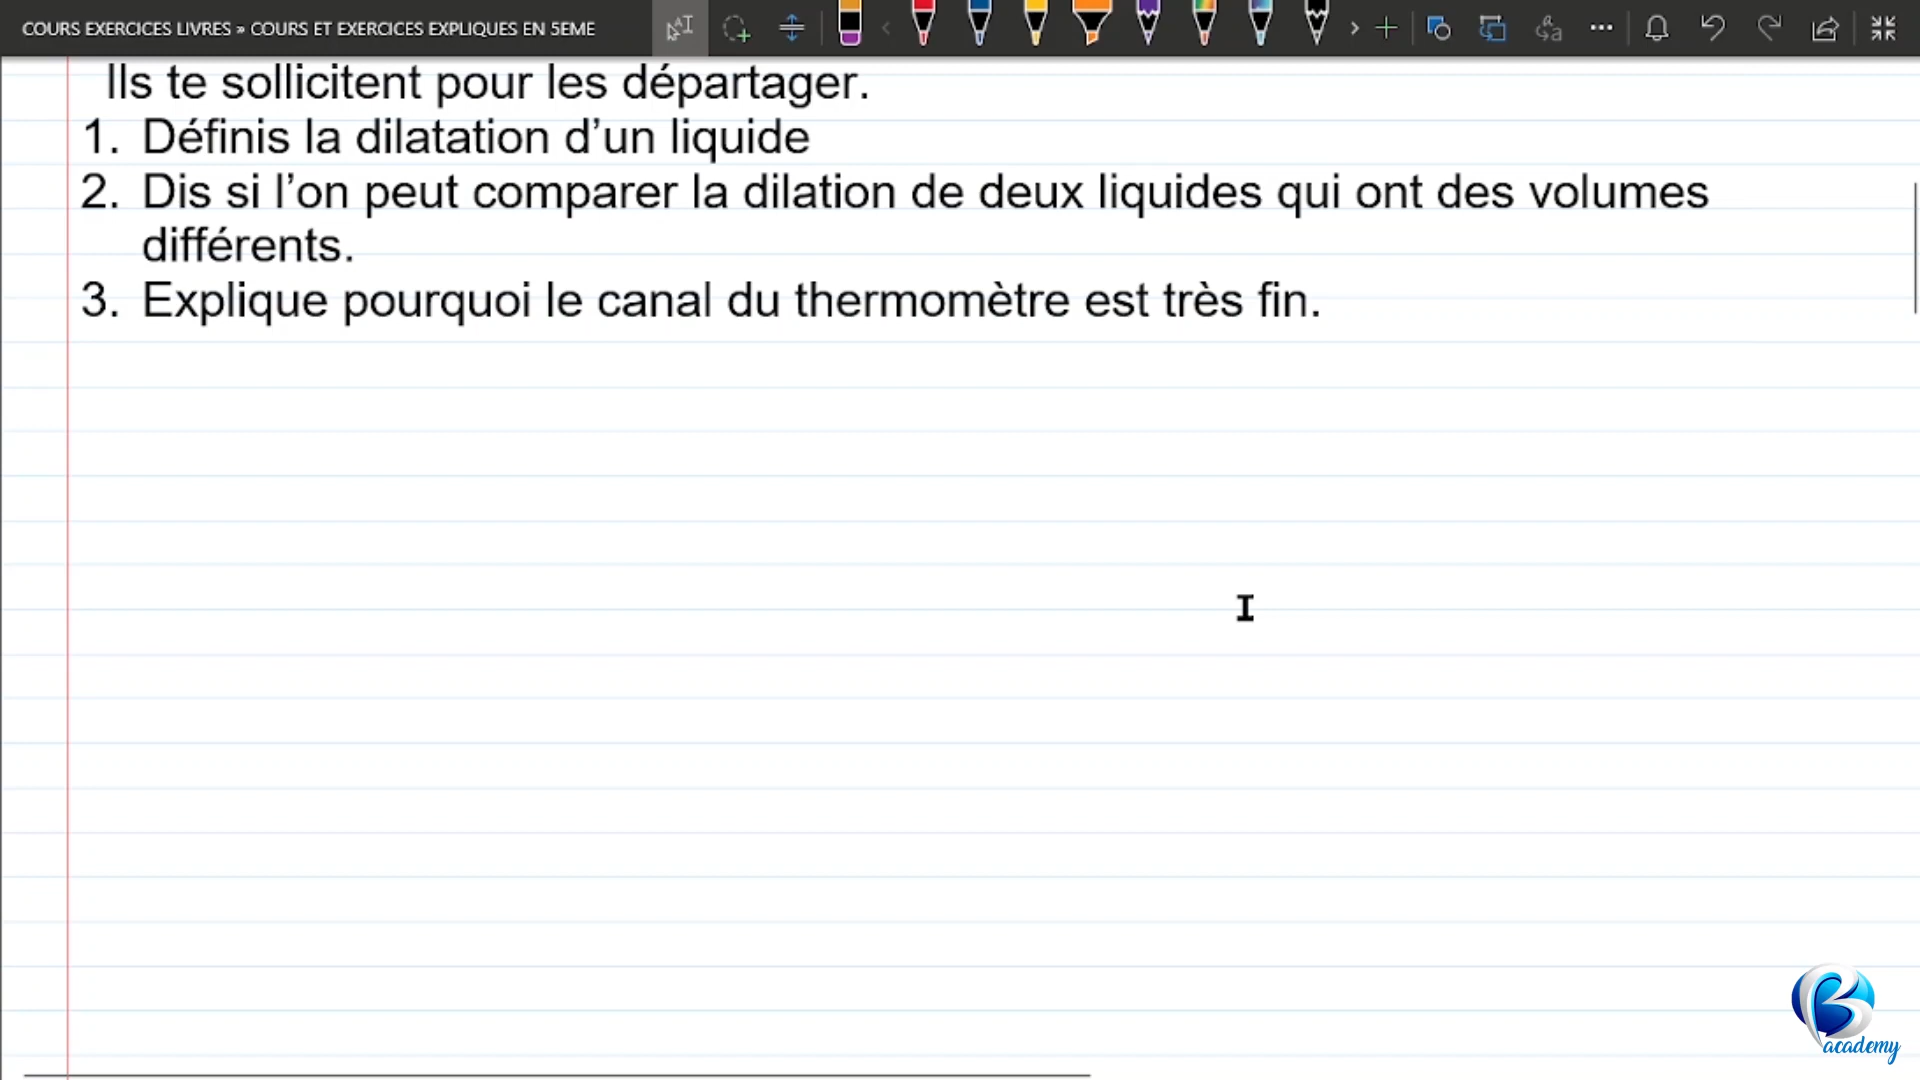 COURS EXERCICES LIVRES » COURS ET EXERCICES EXPLIQUES EN 5EME
Ils te sollicitent pour les départager.
1. Définis la dilatation d’un liquide
2. Dis si l’on peut comparer la dilation de deux liquides qui ont des volumes
différents.
3. Explique pourquoi le canal du thermomètre est très fin.
B
academy